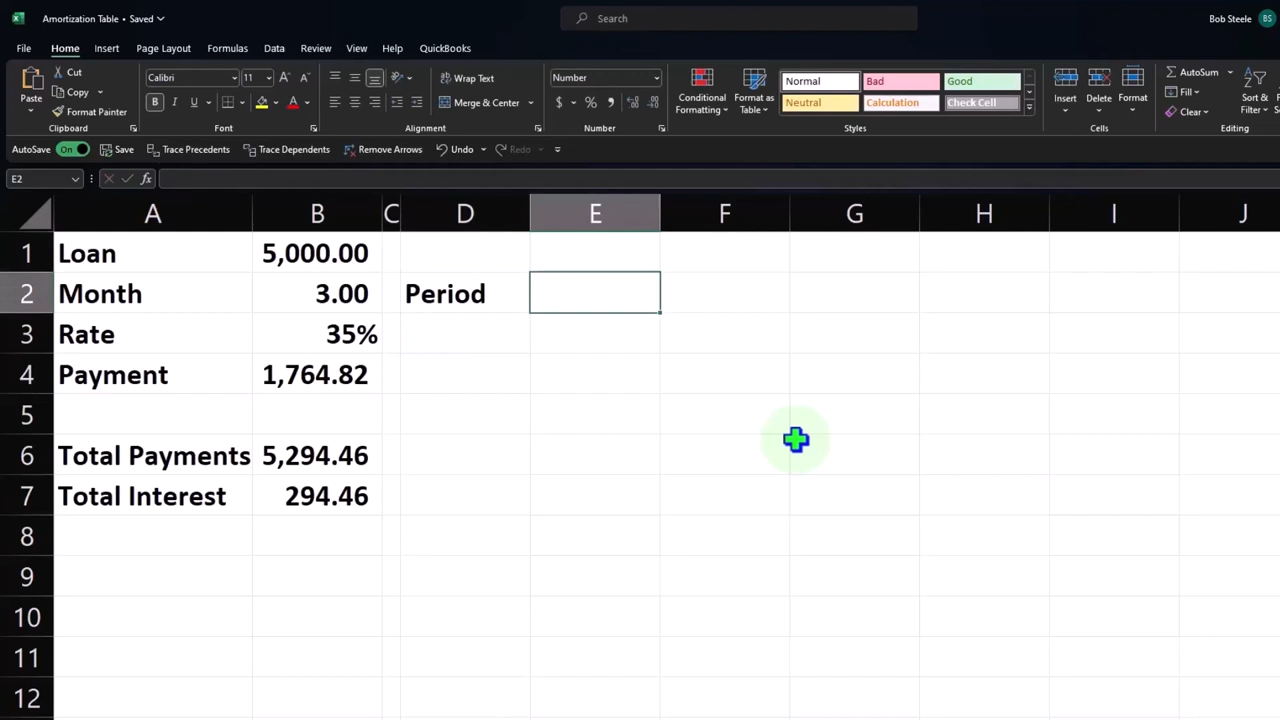 Amortization Table • Saved
Search
Bob Steele
BS
File
Home
Insert
Page Layout
Formulas
Data
Review
View
Help
QuickBooks
Paste
Cut
Copy
Format Painter
Clipboard
Calibri
11
B I U
Font
Wrap Text
Merge & Center
Alignment
Number
$ % ,
Number
Conditional
Formatting
Format as
Table
Normal
Bad
Good
Neutral
Calculation
Check Cell
Styles
Insert
Delete
Format
Cells
AutoSum
Fill
Clear
Sort &
Filter
Editing
AutoSave
On
Save
Trace Precedents
Trace Dependents
Remove Arrows
Undo
Redo
E2
fx
A B C D E F G H I J
1 Loan 5,000.00
2 Month 3.00 Period
3 Rate 35%
4 Payment 1,764.82
5
6 Total Payments 5,294.46
7 Total Interest 294.46
8
9
10
11
12